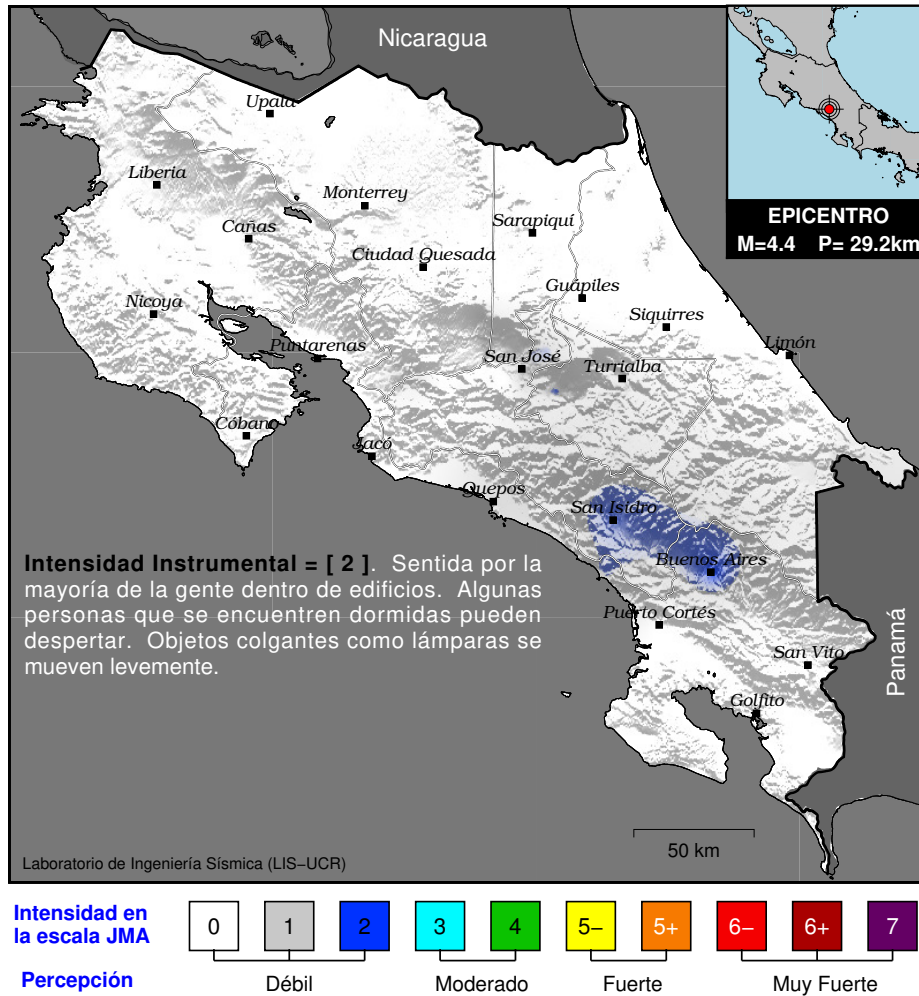 Nicaragua
Upala
Liberia
Monterrey
Cañas
Sarapiquí
EPICENTRO
M=4.4 P= 29.2km
Ciudad Quesada
Guápiles
Nicoya
Siquirres
Puntarenas
San José
Limón
Turrialba
Cóbano
Jacó
Quepos
San Isidro
Buenos Aires
Intensidad Instrumental = [ 2 ]. Sentida por la
mayoría de la gente dentro de edificios. Algunas
personas que se encuentren dormidas pueden
despertar. Objetos colgantes como lámparas se
mueven levemente.
Puerto Cortés
San Vito
Panamá
Golfito
50 km
Laboratorio de Ingeniería Sísmica (LIS−UCR)
Intensidad en
la escala JMA
0 1 2 3 4 5− 5+ 6− 6+ 7
Percepción
Débil Moderado Fuerte Muy Fuerte